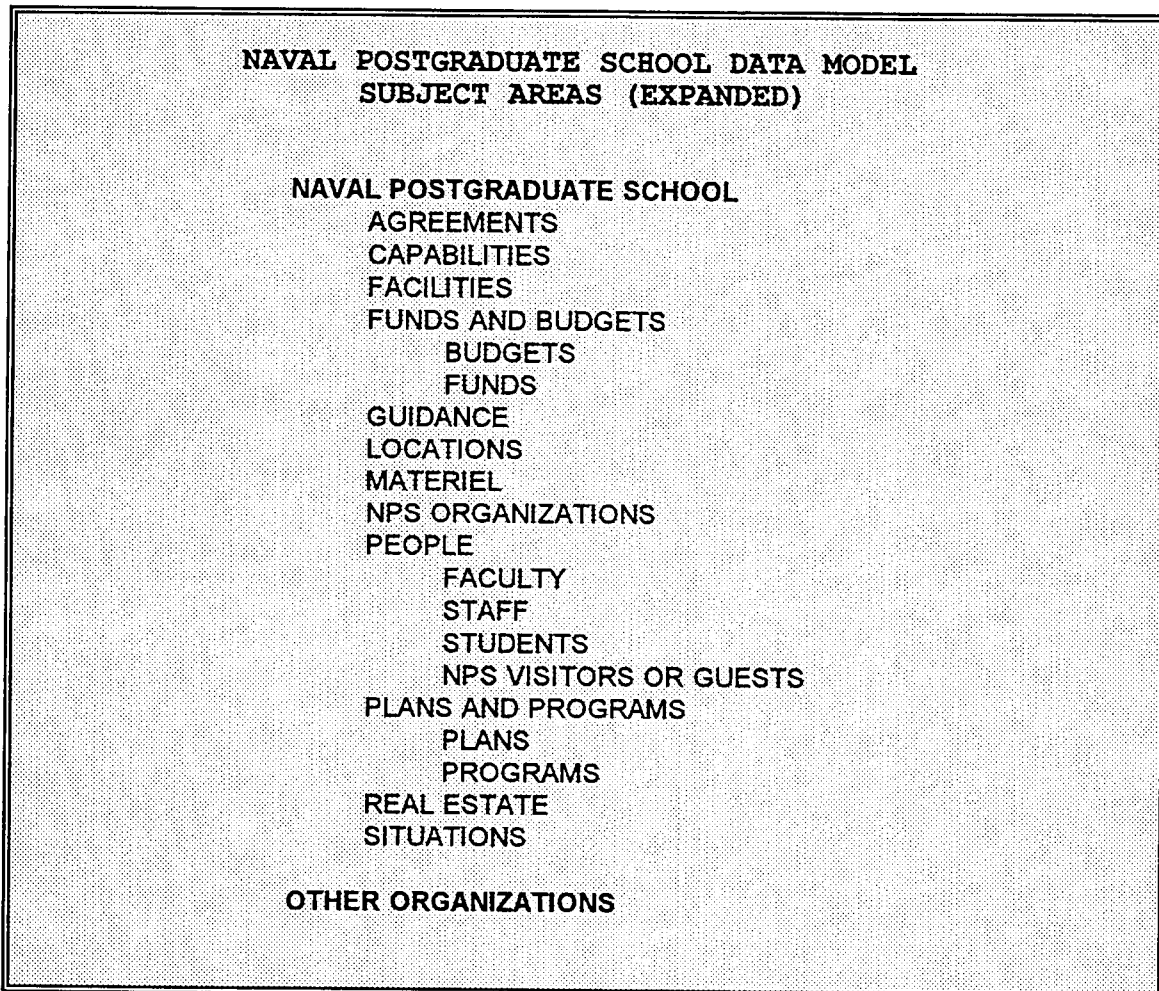 NAVAL POSTGRADUATE SCHOOL DATA MODEL
SUBJECT AREAS (EXPANDED)
NAVAL POSTGRADUATE SCHOOL
AGREEMENTS
CAPABILITIES
FACILITIES
FUNDS AND BUDGETS
BUDGETS
FUNDS
GUIDANCE
LOCATIONS
MATERIEL
NPS ORGANIZATIONS
PEOPLE
FACULTY
STAFF
STUDENTS
NPS VISITORS OR GUESTS
PLANS AND PROGRAMS
PLANS
PROGRAMS
REAL ESTATE
SITUATIONS
OTHER ORGANIZATIONS